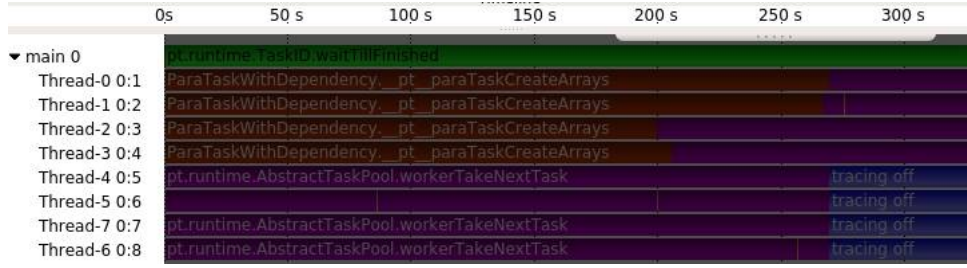 0s 50 s 100 s 150 s 200 s 250 s 300 s
main 0 pt.runtime.TaskID.waitTillFinished
Thread-0 0:1 ParaTaskWithDependency.__pt__paraTaskCreateArrays
Thread-1 0:2 ParaTaskWithDependency.__pt__paraTaskCreateArrays
Thread-2 0:3 ParaTaskWithDependency.__pt__paraTaskCreateArrays
Thread-3 0:4 ParaTaskWithDependency.__pt__paraTaskCreateArrays
Thread-4 0:5 pt.runtime.AbstractTaskPool.workerTakeNextTask tracing off
Thread-5 0:6 tracing off
Thread-7 0:7 pt.runtime.AbstractTaskPool.workerTakeNextTask tracing off
Thread-6 0:8 pt.runtime.AbstractTaskPool.workerTakeNextTask tracing off